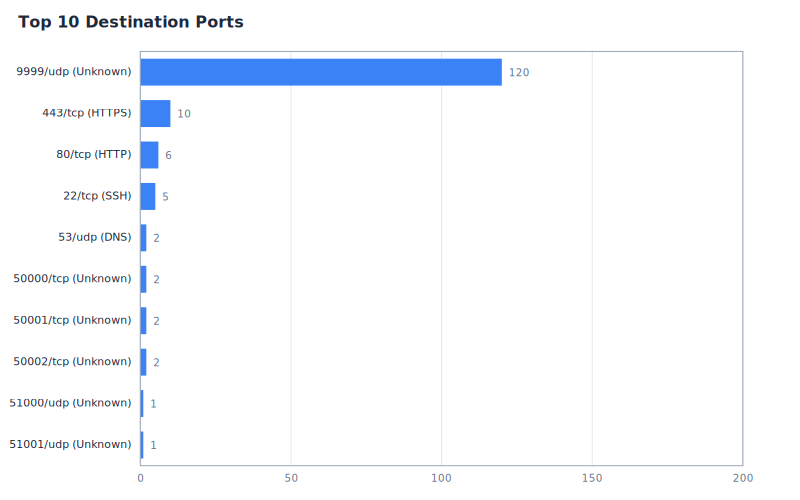 Top 10 Destination Ports
9999/udp (Unknown)
120
443/tcp (HTTPS)
10
80/tcp (HTTP)
6
22/tcp (SSH)
5
53/udp (DNS)
2
50000/tcp (Unknown)
2
50001/tcp (Unknown)
2
50002/tcp (Unknown)
2
51000/udp (Unknown)
1
51001/udp (Unknown)
1
0 50 100 150 200